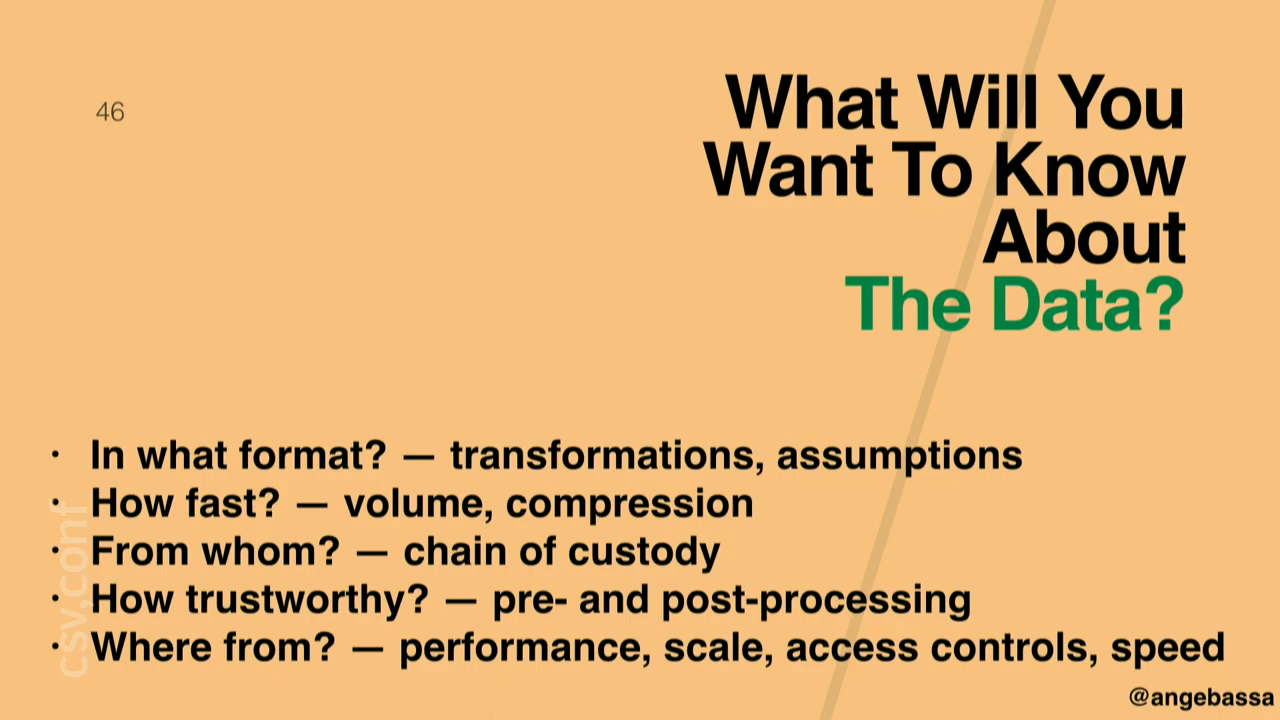 46
What Will You
Want To Know
About
The Data?
· In what format? — transformations, assumptions
· How fast? — volume, compression
· From whom? — chain of custody
· How trustworthy? — pre- and post-processing
· Where from? — performance, scale, access controls, speed
csv,conf
@angebassa